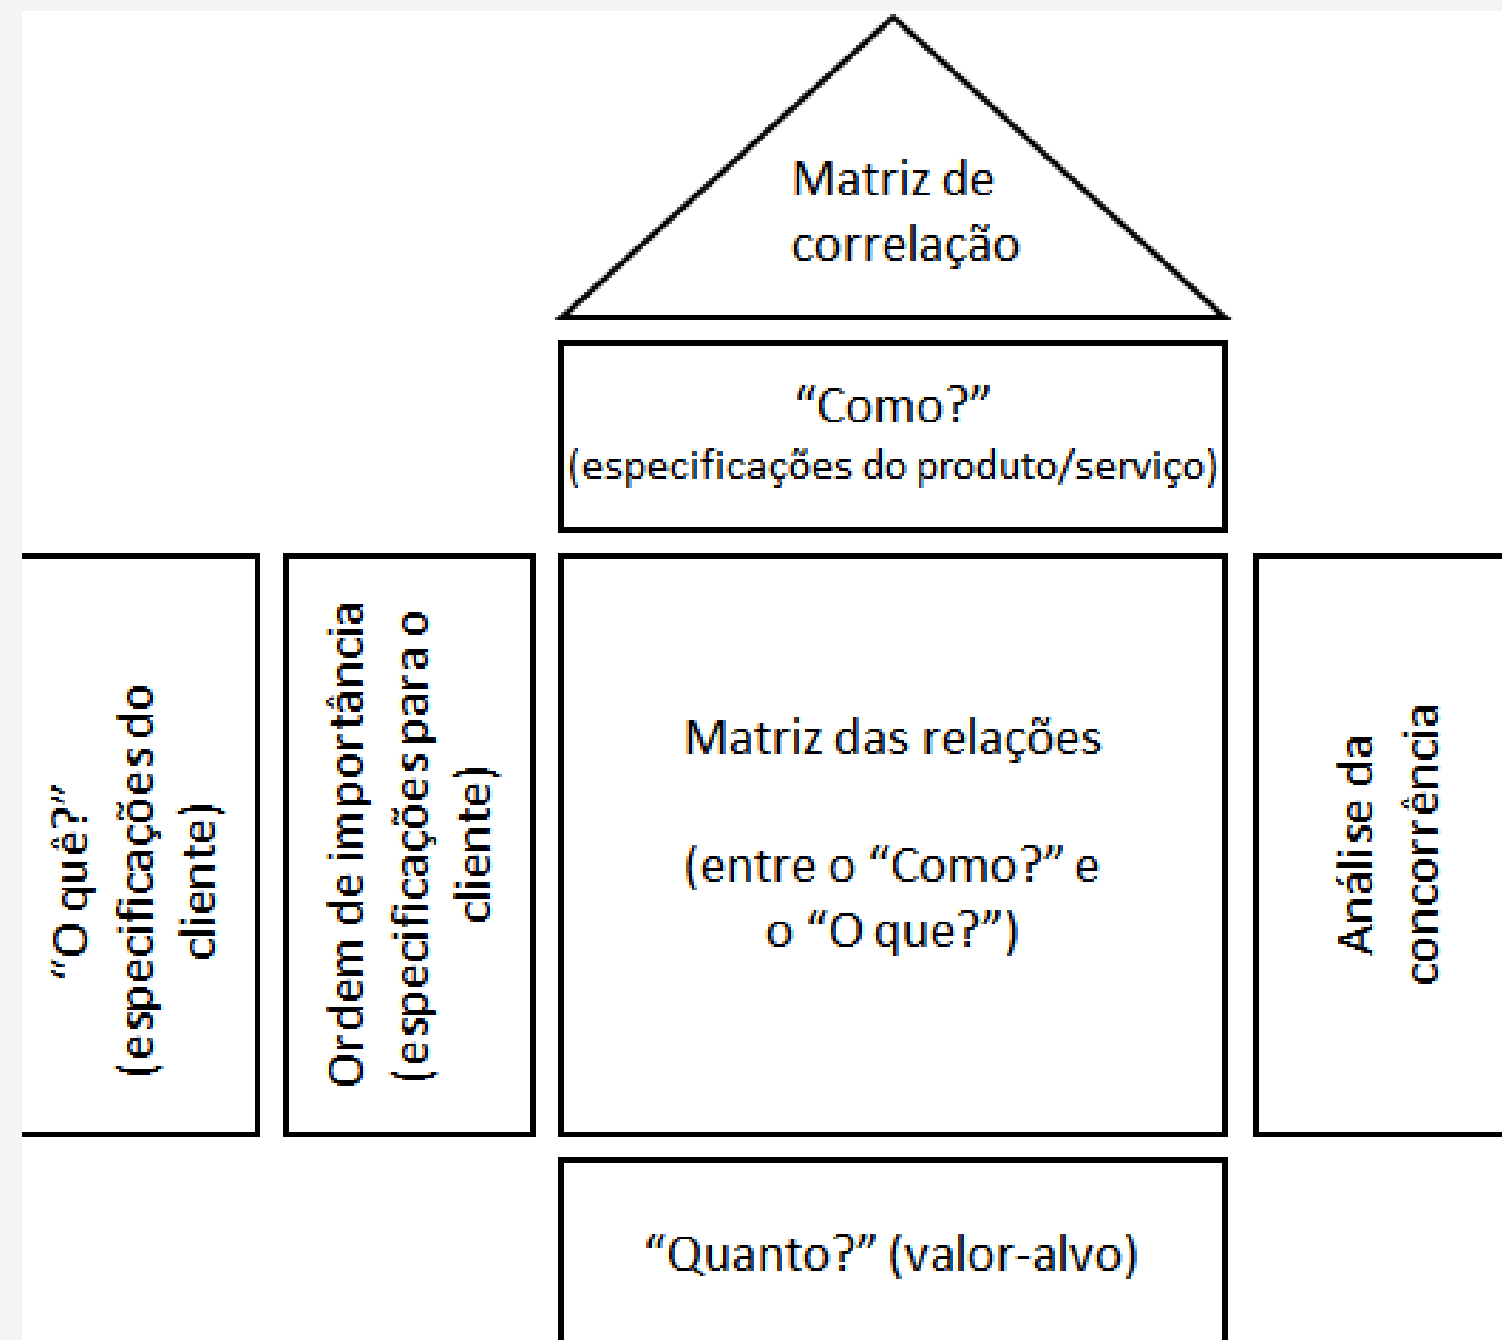 Matriz de
correlação
“Como?”
(especificações do produto/serviço)
“O quê?”
(especificações do
cliente)
Ordem de importância
(especificações para o
cliente)
Matriz das relações
(entre o “Como?” e
o “O que?”)
Análise da
concorrência
“Quanto?” (valor-alvo)